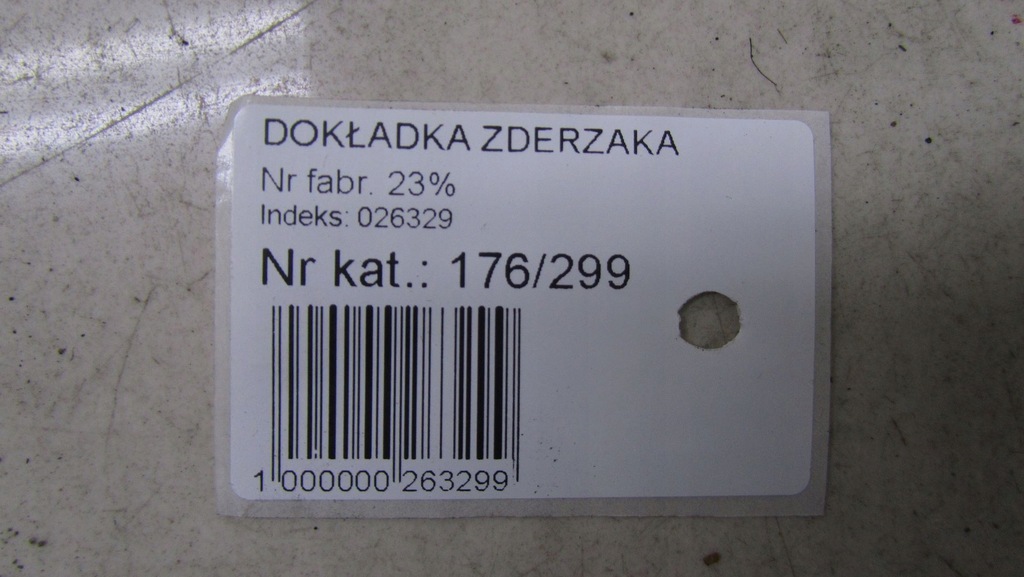 DOKŁADKA ZDERZAKA
Nr fabr. 23%
Indeks: 026329
Nr kat.: 176/299
1 000000 263299